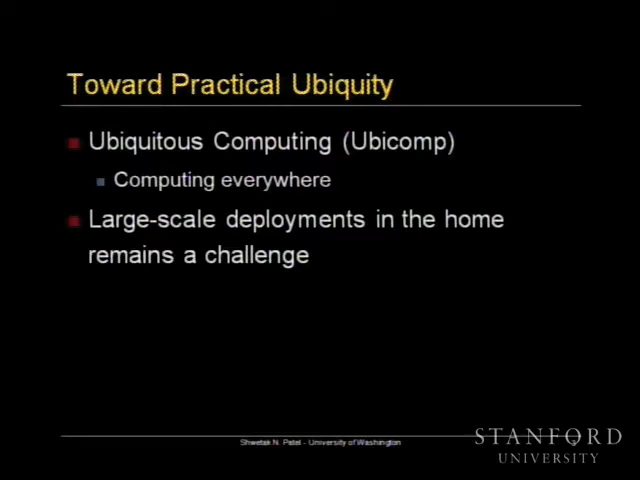 Toward Practical Ubiquity
Ubiquitous Computing (Ubicomp)
Computing everywhere
Large-scale deployments in the home
remains a challenge
Shwetak N. Patel - University of Washington
STANFORD
UNIVERSITY